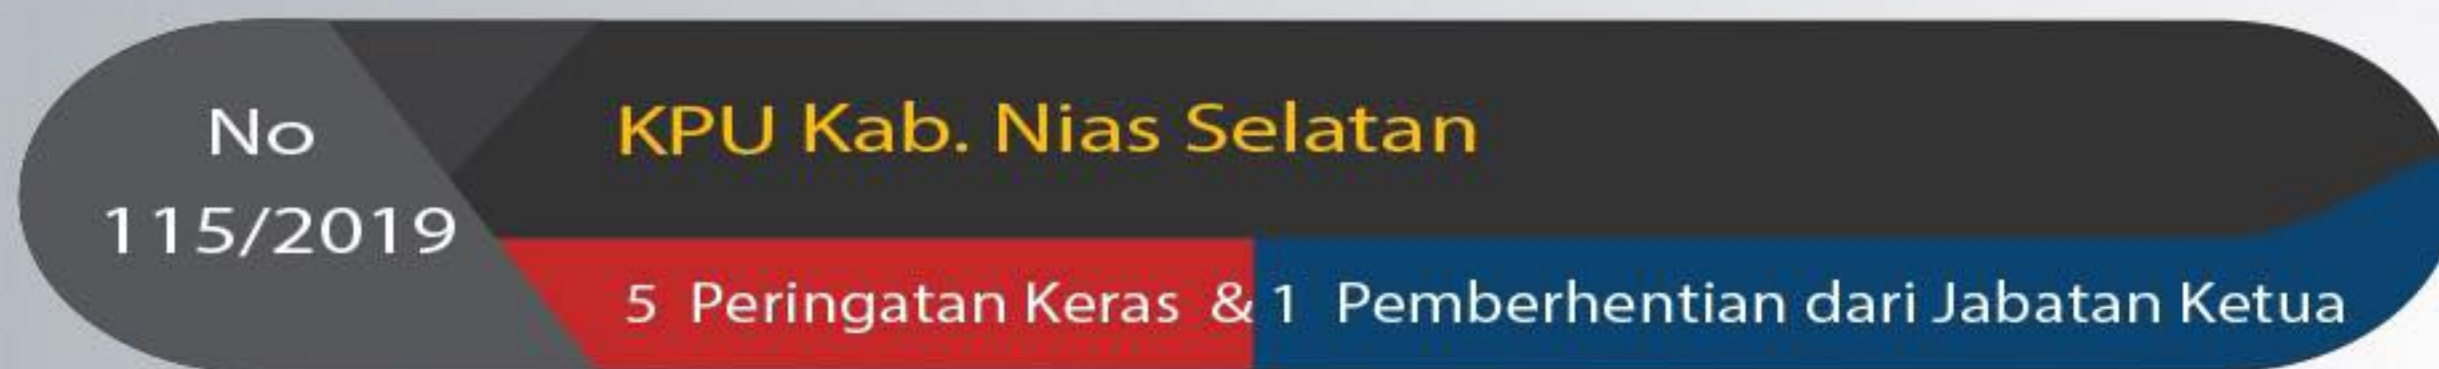 No
115/2019
KPU Kab. Nias Selatan
5 Peringatan Keras & 1 Pemberhentian dari Jabatan Ketua